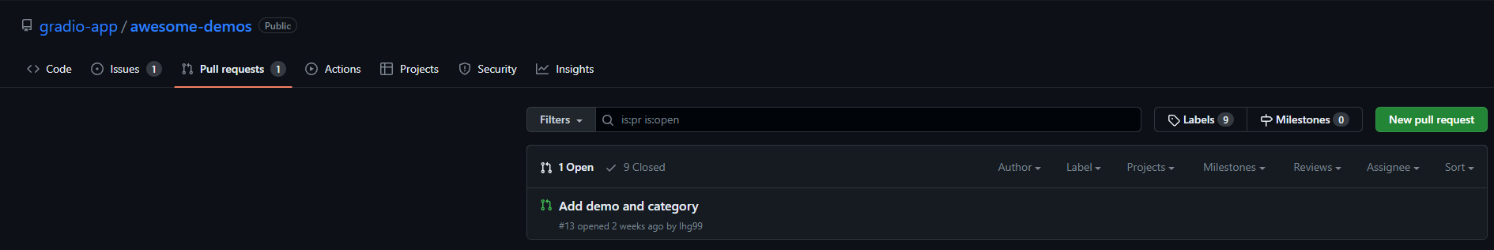 gradio-app / awesome-demos Public
Code Issues 1 Pull requests 1 Actions Projects Security Insights
Filters is:pr is:open Labels 9 Milestones 0 New pull request
1 Open 9 Closed Author Label Projects Milestones Reviews Assignee Sort
Add demo and category
#13 opened 2 weeks ago by lhg99